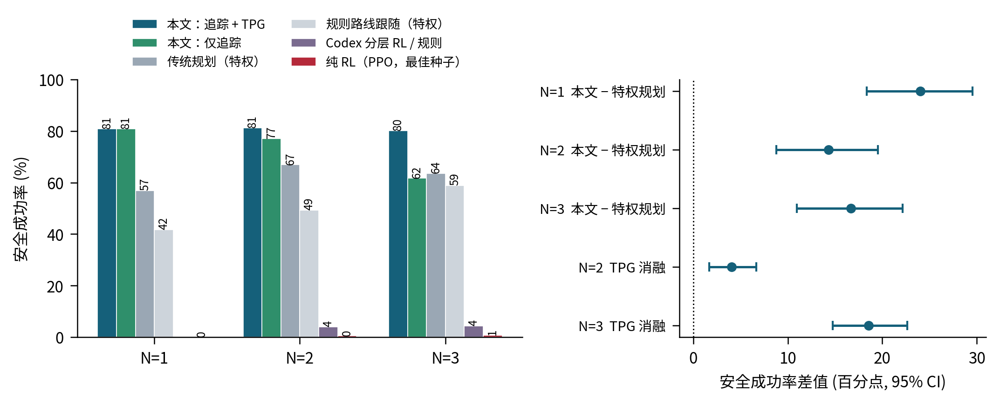 本文：追踪 + TPG
本文：仅追踪
传统规划（特权）
规则路线跟随（特权）
Codex 分层 RL / 规则
纯 RL（PPO，最佳种子）
安全成功率 (%)
100
80
60
40
20
0
81
81
57
42
0
81
77
67
49
4
0
80
62
64
59
4
1
N=1
N=2
N=3
N=1 本文 − 特权规划
N=2 本文 − 特权规划
N=3 本文 − 特权规划
N=2 TPG 消融
N=3 TPG 消融
0
10
20
30
安全成功率差值 (百分点, 95% CI)